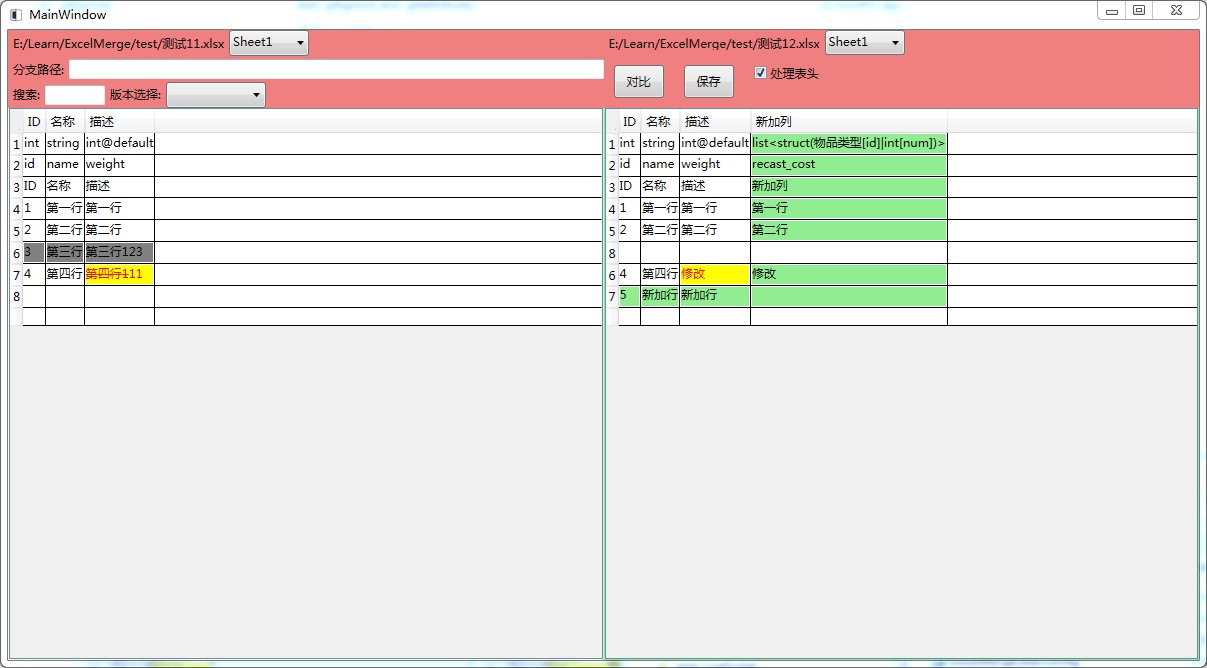 MainWindow
E:/Learn/ExcelMerge/test/测试11.xlsx Sheet1
E:/Learn/ExcelMerge/test/测试12.xlsx Sheet1
分支路径:
对比 保存 处理表头
搜索: 版本选择:
ID 名称 描述
1 int string int@default
2 id name weight
3 ID 名称 描述
4 1 第一行 第一行
5 2 第二行 第二行
6 3 第三行 第三行123
7 4 第四行 第四行111
8
ID 名称 描述 新加列
1 int string int@default list<struct(物品类型[id]|int[num])>
2 id name weight recast_cost
3 ID 名称 描述 新加列
4 1 第一行 第一行 第一行
5 2 第二行 第二行 第二行
8
6 4 第四行 修改 修改
7 5 新加行 新加行